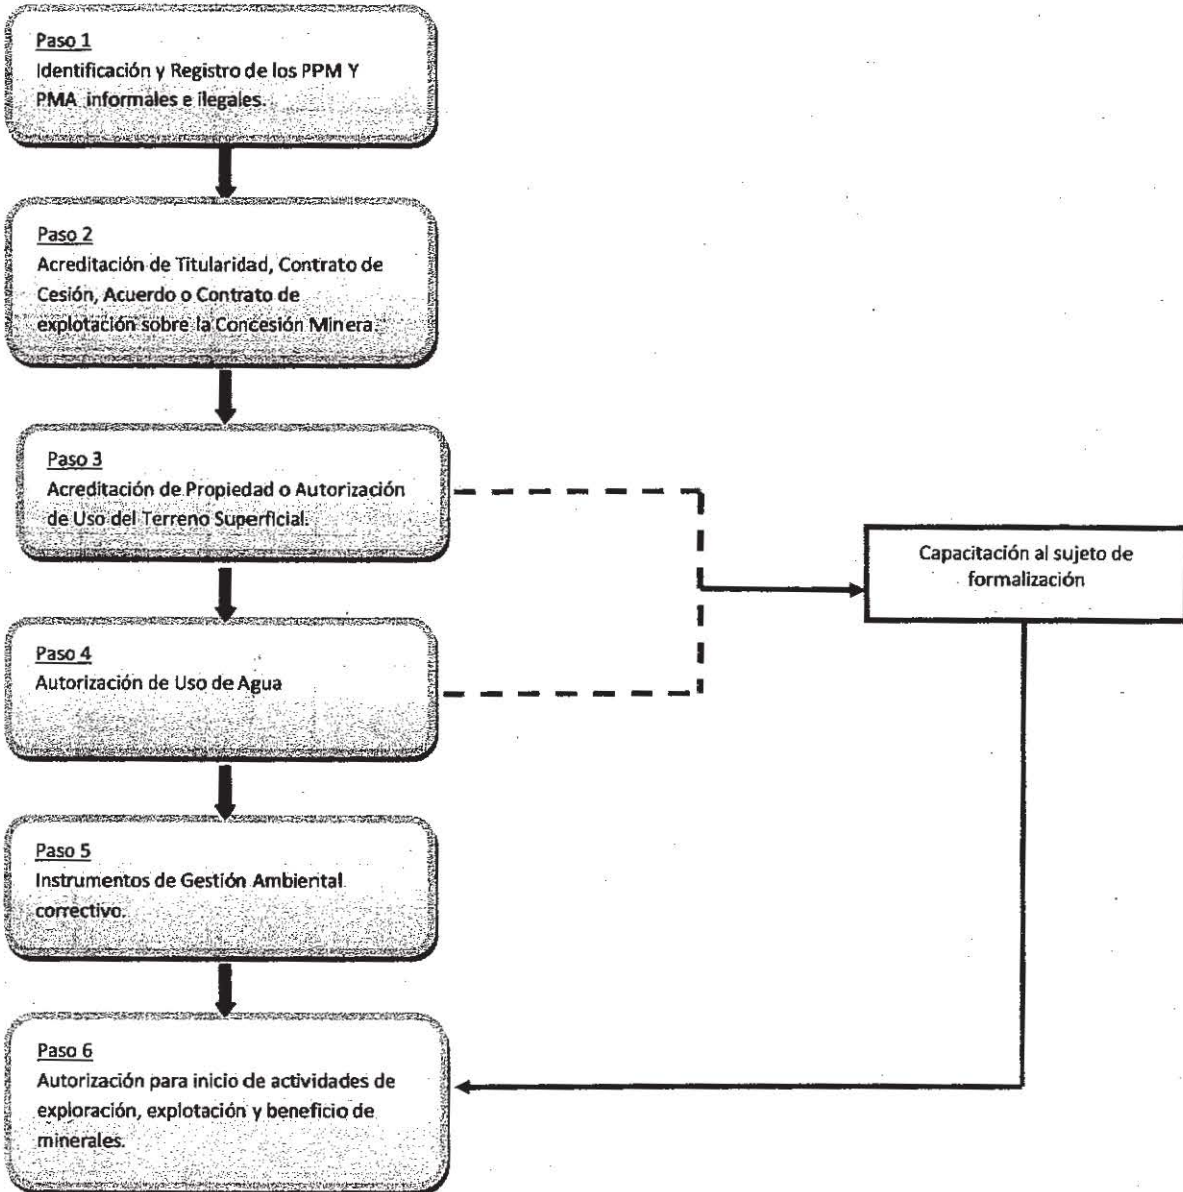 Paso 1
Identificación y Registro de los PPM Y
PMA informales e ilegales.
Paso 2
Acreditación de Titularidad, Contrato de
Cesión, Acuerdo o Contrato de
explotación sobre la Concesión Minera.
Paso 3
Acreditación de Propiedad o Autorización
de Uso del Terreno Superficial.
Capacitación al sujeto de
formalización
Paso 4
Autorización de Uso de Agua
Paso 5
Instrumentos de Gestión Ambiental
correctivo.
Paso 6
Autorización para inicio de actividades de
exploración, explotación y beneficio de
minerales.